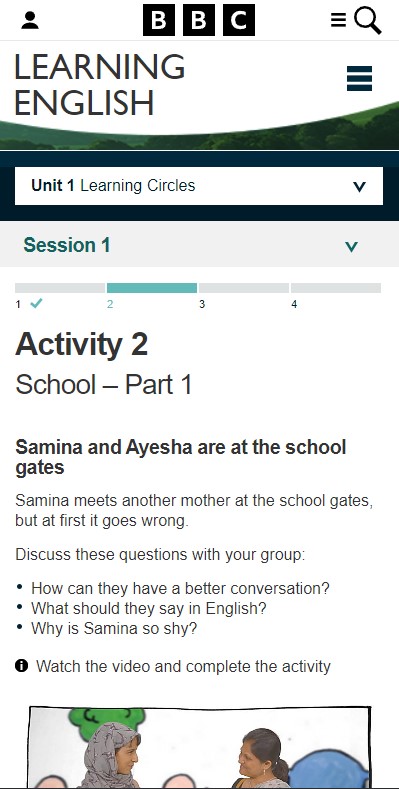 BBC
LEARNING
ENGLISH
Unit 1 Learning Circles
Session 1
1 2 3 4
Activity 2
School – Part 1
Samina and Ayesha are at the school
gates
Samina meets another mother at the school gates,
but at first it goes wrong.
Discuss these questions with your group:
• How can they have a better conversation?
• What should they say in English?
• Why is Samina so shy?
i Watch the video and complete the activity